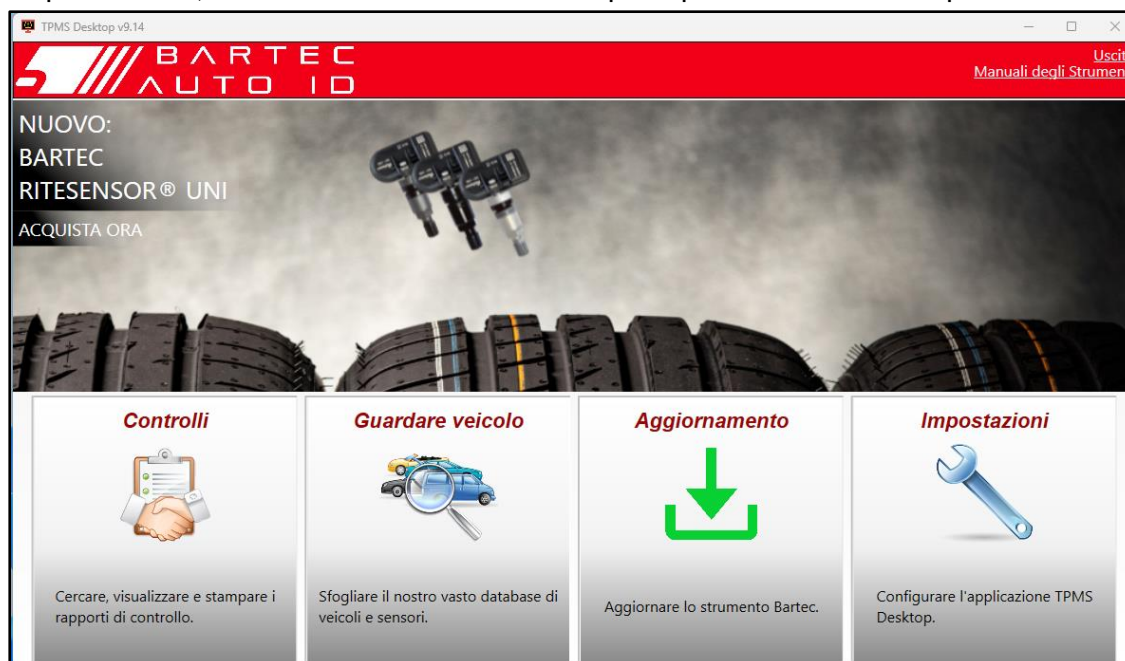 TPMS Desktop v9.14
BARTEC
AUTO ID
Manuali degli
NUOVO:
BARTEC
RITESENSOR® UNI
ACQUISTA ORA
Controlli
Guardare veicolo
Aggiornamento
Impostazioni
Cercare, visualizzare e stampare i
rapporti di controllo.
Sfogliare il nostro vasto database di
veicoli e sensori.
Aggiornare lo strumento Bartec.
Configurare l'applicazione TPMS
Desktop.